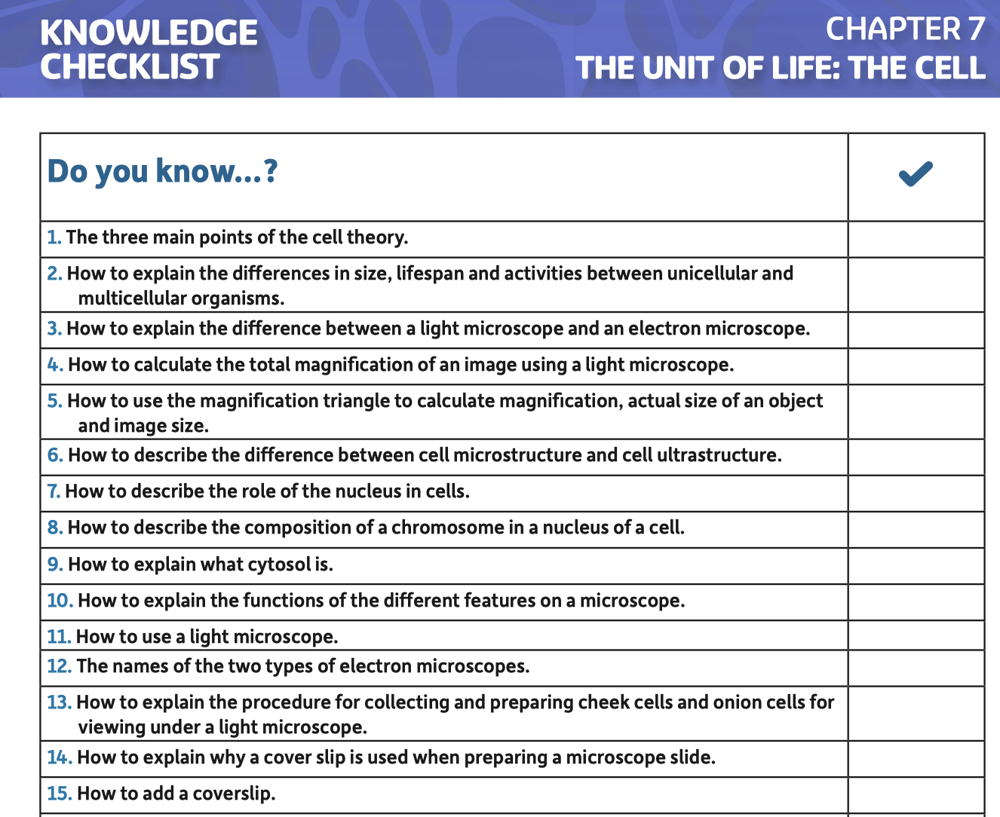 KNOWLEDGE
CHECKLIST
CHAPTER 7
THE UNIT OF LIFE: THE CELL
Do you know...?
1. The three main points of the cell theory.
2. How to explain the differences in size, lifespan and activities between unicellular and
multicellular organisms.
3. How to explain the difference between a light microscope and an electron microscope.
4. How to calculate the total magnification of an image using a light microscope.
5. How to use the magnification triangle to calculate magnification, actual size of an object
and image size.
6. How to describe the difference between cell microstructure and cell ultrastructure.
7. How to describe the role of the nucleus in cells.
8. How to describe the composition of a chromosome in a nucleus of a cell.
9. How to explain what cytosol is.
10. How to explain the functions of the different features on a microscope.
11. How to use a light microscope.
12. The names of the two types of electron microscopes.
13. How to explain the procedure for collecting and preparing cheek cells and onion cells for
viewing under a light microscope.
14. How to explain why a cover slip is used when preparing a microscope slide.
15. How to add a coverslip.